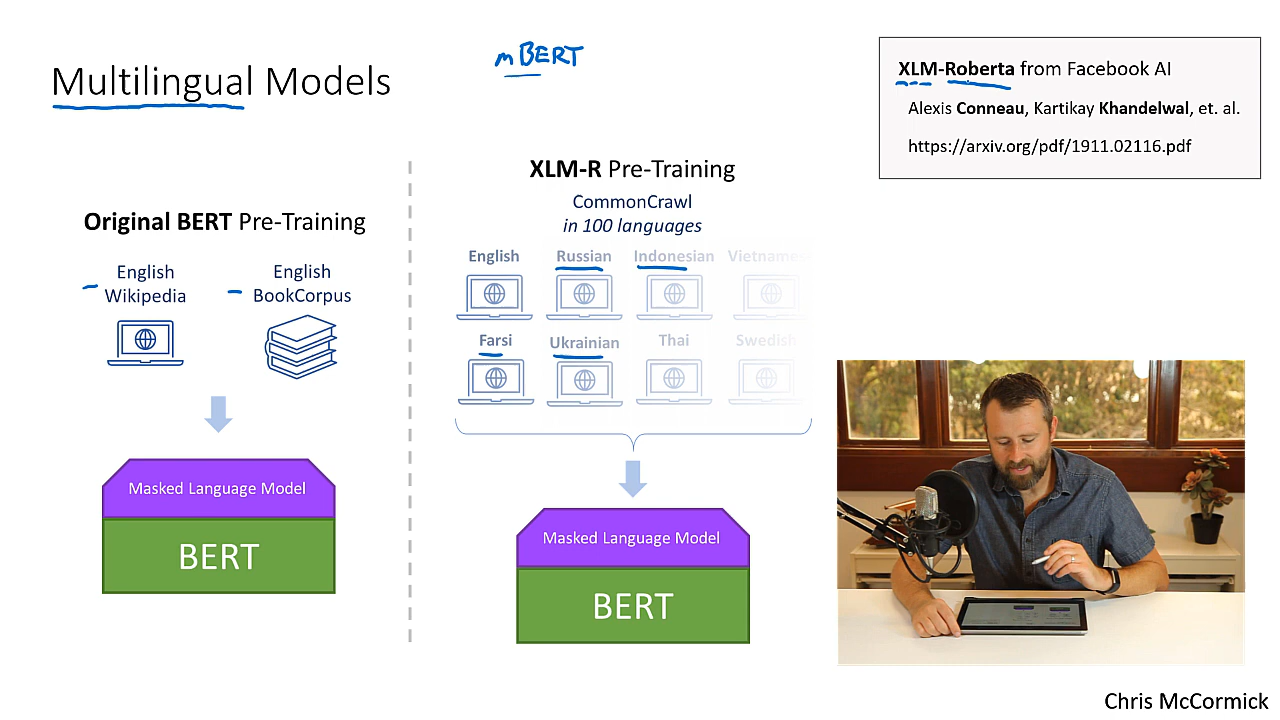 Multilingual Models
mBERT
XLM-Roberta from Facebook AI
Alexis Conneau, Kartikay Khandelwal, et. al.
https://arxiv.org/pdf/1911.02116.pdf
Original BERT Pre-Training
English
Wikipedia
English
BookCorpus
Masked Language Model
BERT
XLM-R Pre-Training
CommonCrawl
in 100 languages
English Russian Indonesian Vietnamese
Farsi Ukrainian Thai Swedish
Masked Language Model
BERT
Chris McCormick